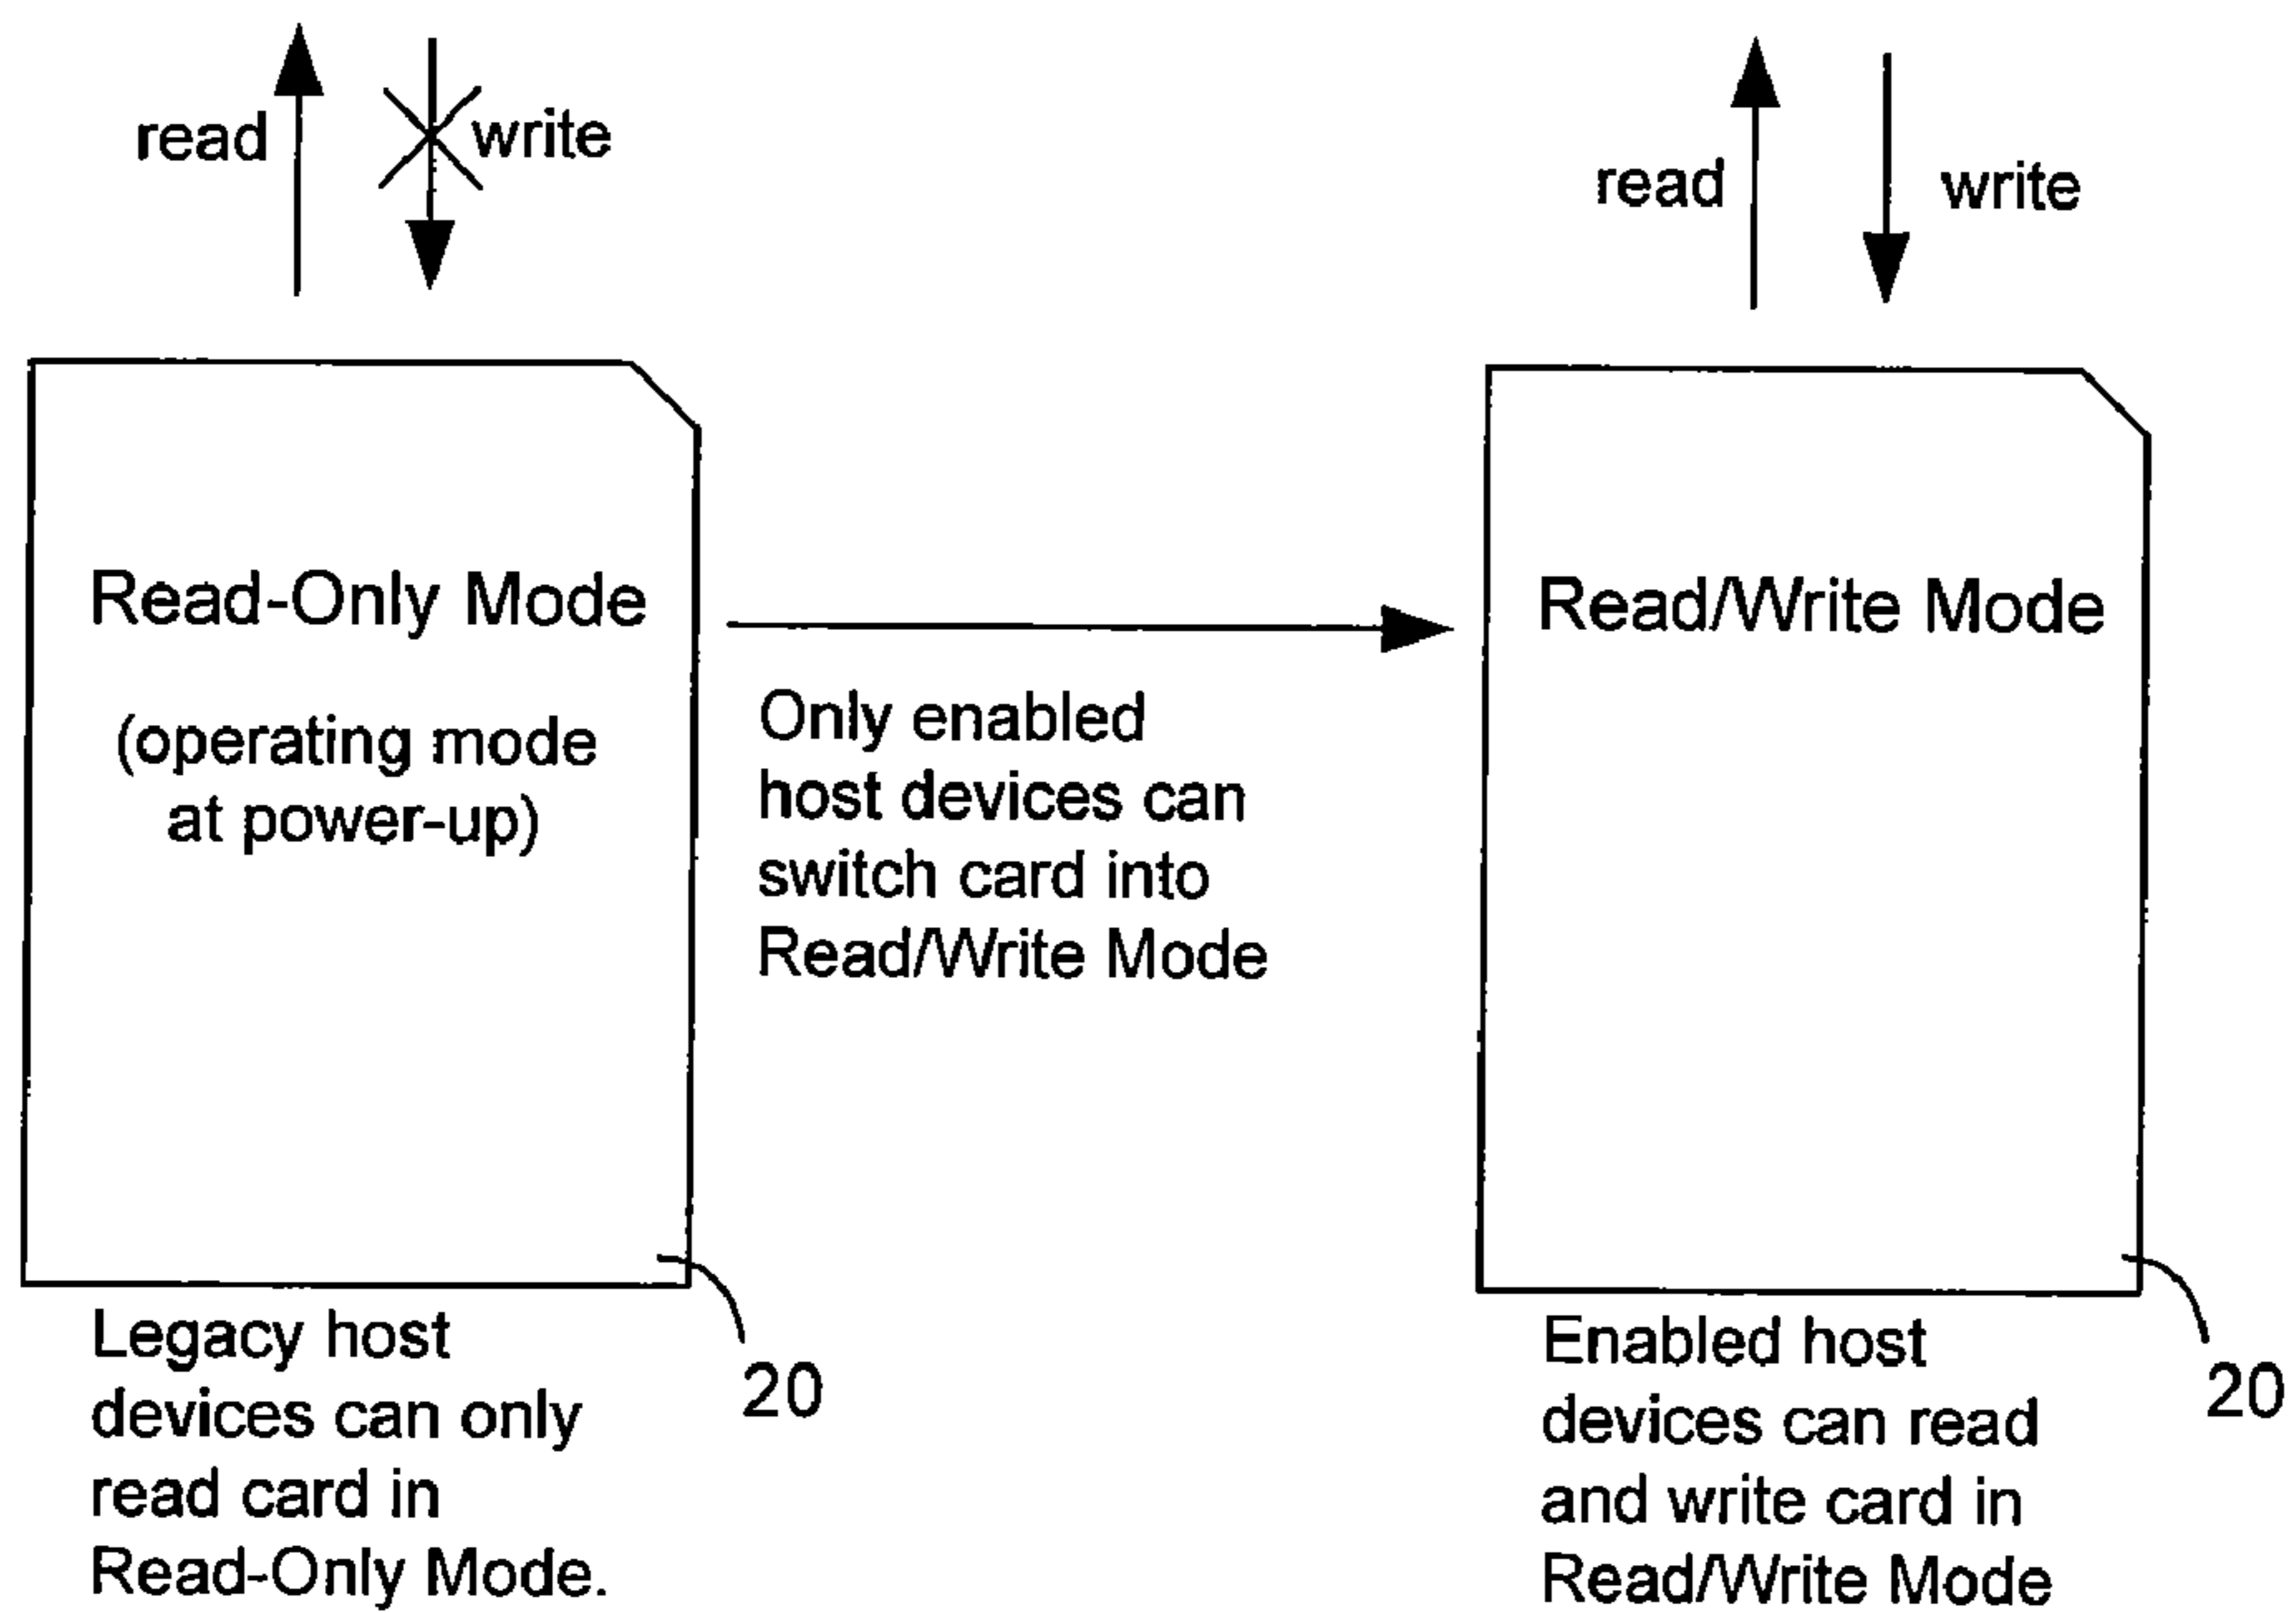 read
write
read
write
Read-Only Mode
(operating mode
at power-up)
Only enabled
host devices can
switch card into
Read/Write Mode
Read/Write Mode
Legacy host
devices can only
read card in
Read-Only Mode.
20
Enabled host
devices can read
and write card in
Read/Write Mode
20